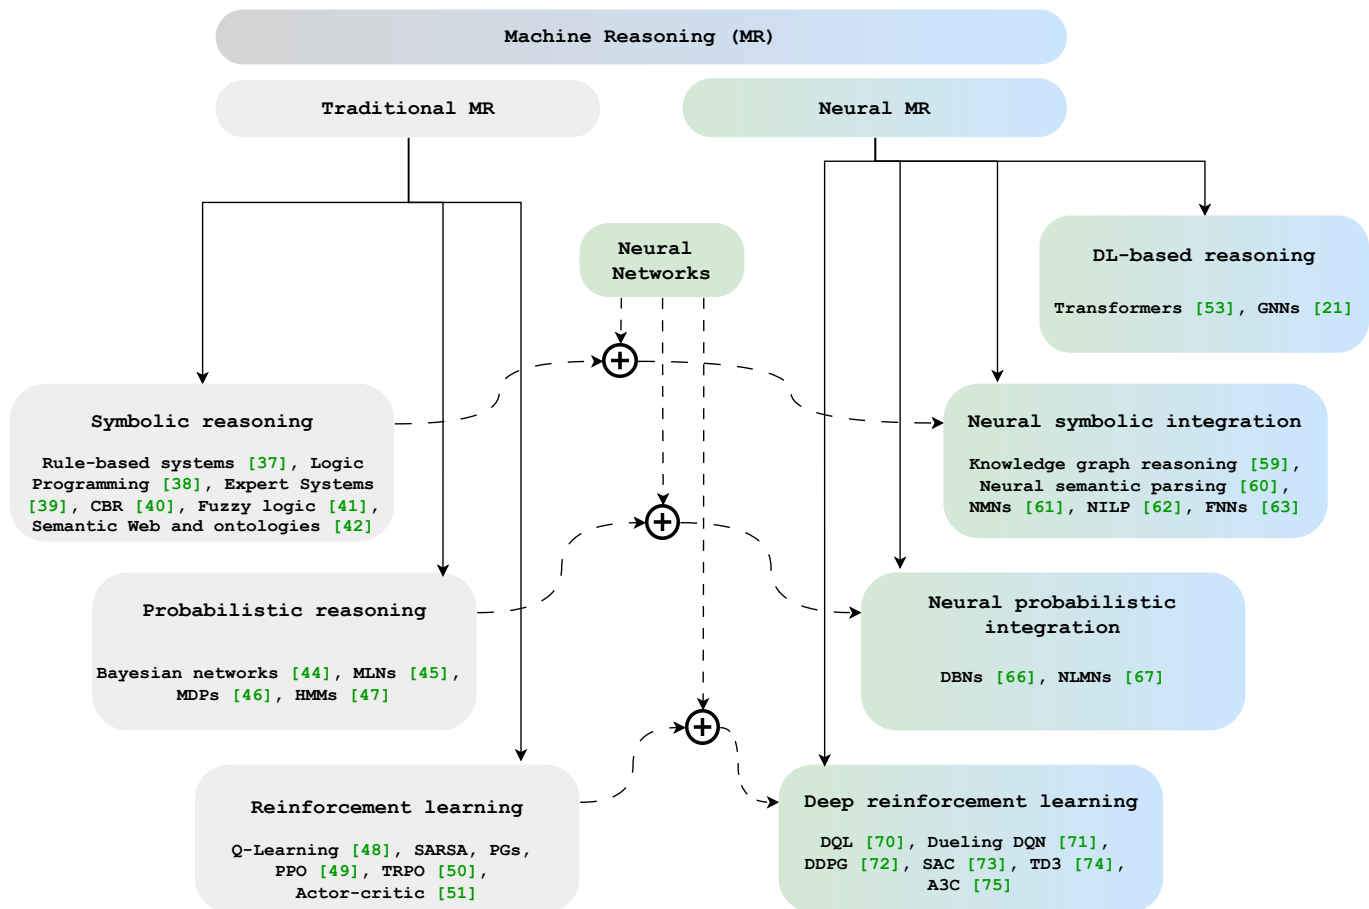 Machine Reasoning (MR)
Traditional MR
Neural MR
Neural
Networks
DL-based reasoning
Transformers [53], GNNs [21]
Symbolic reasoning
Rule-based systems [37], Logic
Programming [38], Expert Systems
[39], CBR [40], Fuzzy logic [41],
Semantic Web and ontologies [42]
Neural symbolic integration
Knowledge graph reasoning [59],
Neural semantic parsing [60],
NMNs [61], NILP [62], FNNs [63]
Probabilistic reasoning
Bayesian networks [44], MLNs [45],
MDPs [46], HMMs [47]
Neural probabilistic
integration
DBNs [66], NLMNs [67]
Reinforcement learning
Q-Learning [48], SARSA, PGs,
PPO [49], TRPO [50],
Actor-critic [51]
Deep reinforcement learning
DQL [70], Dueling DQN [71],
DDPG [72], SAC [73], TD3 [74],
A3C [75]